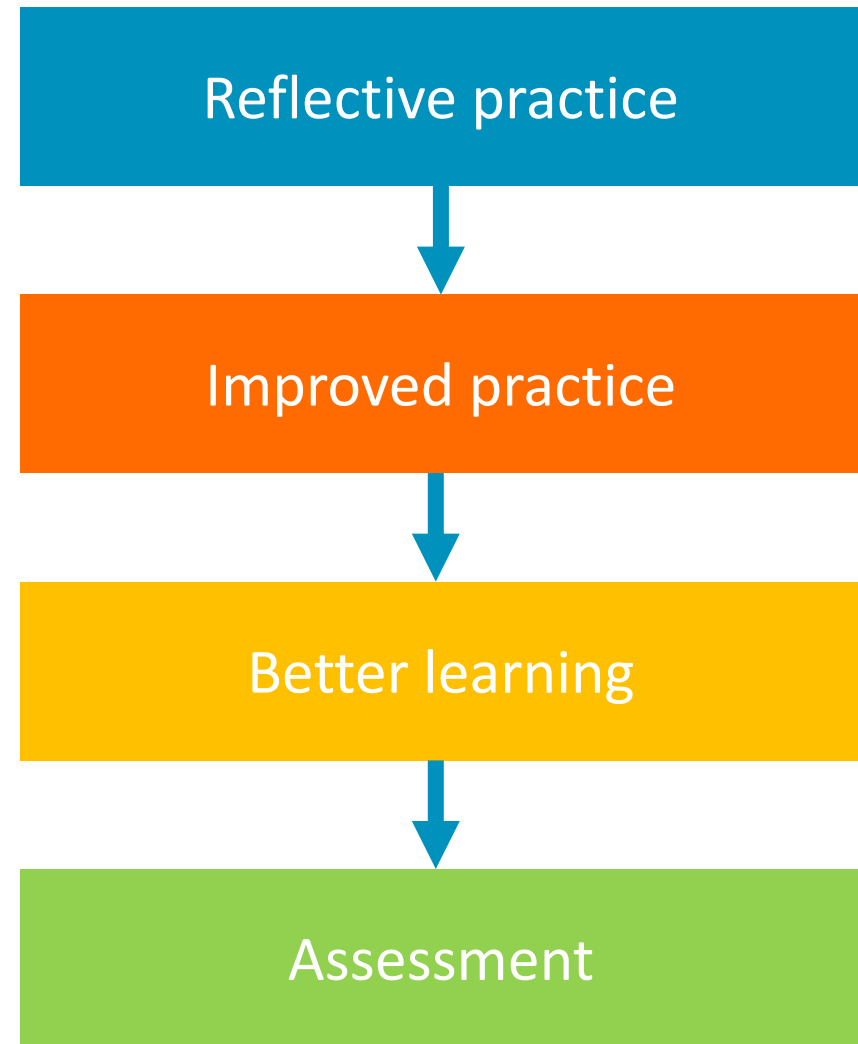 Reflective practice
Improved practice
Better learning
Assessment